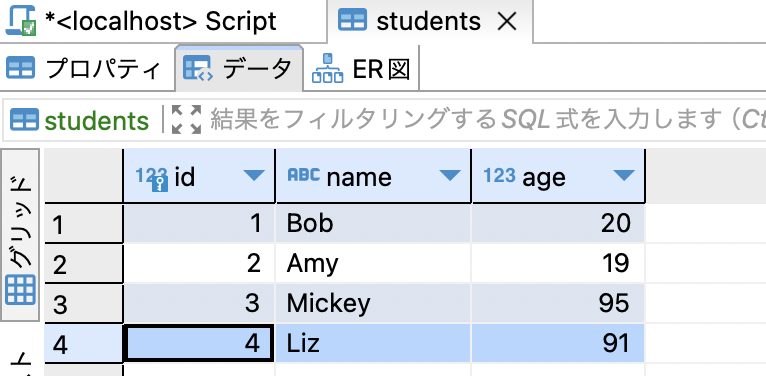 *<localhost> Script students
プロパティ データ ER図
students 結果をフィルタリングするSQL 式を入力します
123 id ABC name 123 age
1 1 Bob 20
2 2 Amy 19
3 3 Mickey 95
4 4 Liz 91
グリッド